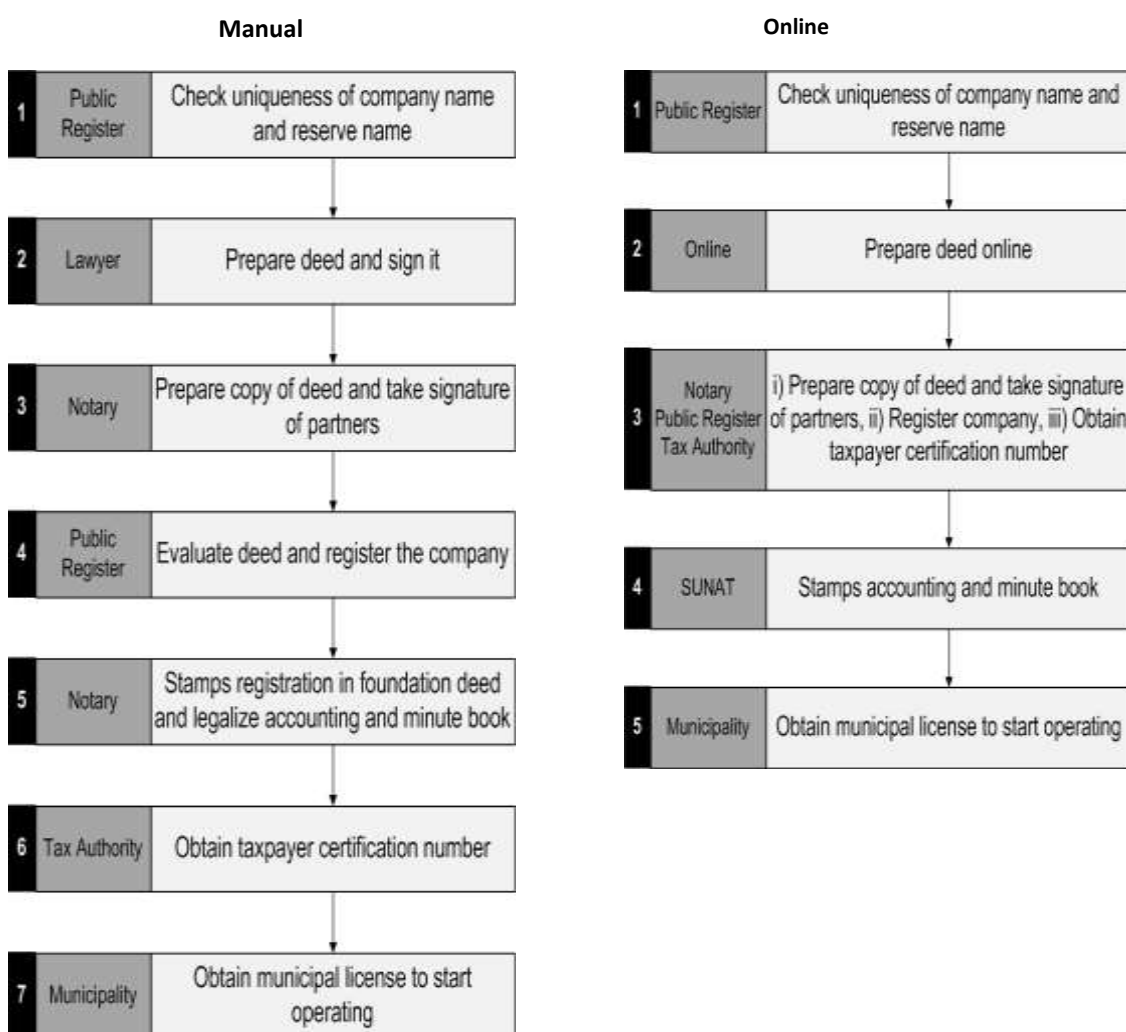 Manual
1
Public
Register
Check uniqueness of company name
and reserve name
2
Lawyer
Prepare deed and sign it
3
Notary
Prepare copy of deed and take signature
of partners
4
Public
Register
Evaluate deed and register the company
5
Notary
Stamps registration in foundation deed
and legalize accounting and minute book
6
Tax Authority
Obtain taxpayer certification number
7
Municipality
Obtain municipal license to start
operating
Online
1
Public Register
Check uniqueness of company name and
reserve name
2
Online
Prepare deed online
3
Notary
Public Register
Tax Authority
i) Prepare copy of deed and take signature
of partners, ii) Register company, iii) Obtain
taxpayer certification number
4
SUNAT
Stamps accounting and minute book
5
Municipality
Obtain municipal license to start operating